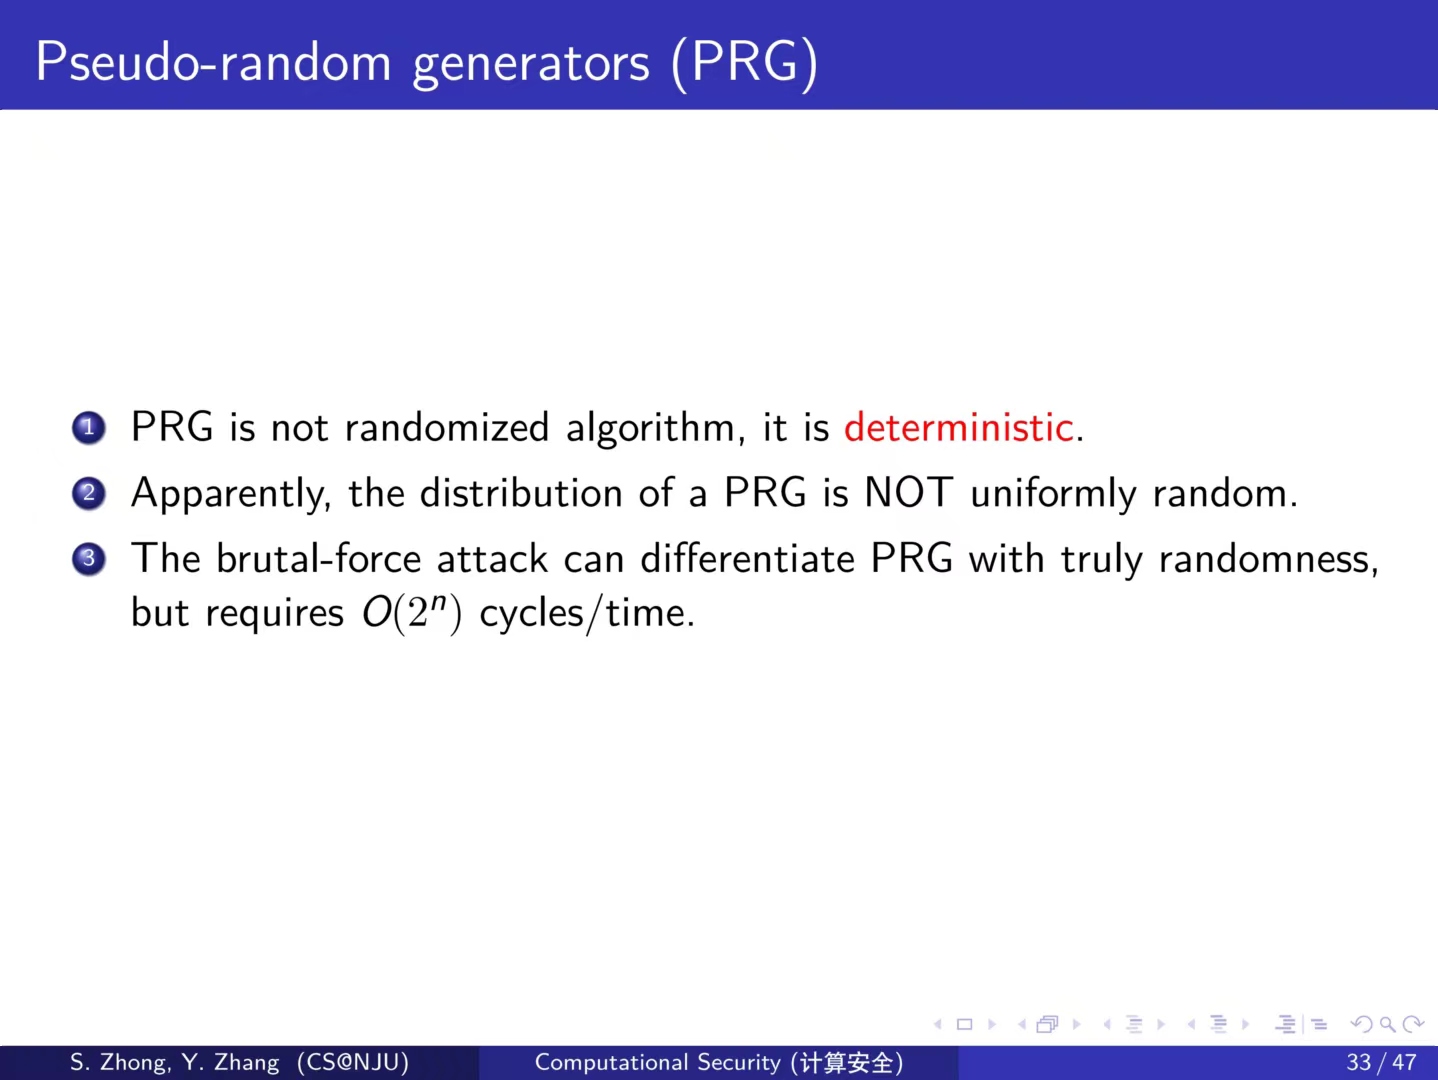 Pseudo-random generators (PRG)
1 PRG is not randomized algorithm, it is deterministic.
2 Apparently, the distribution of a PRG is NOT uniformly random.
3 The brutal-force attack can differentiate PRG with truly randomness,
but requires O(2ⁿ) cycles/time.
S. Zhong, Y. Zhang (CS@NJU) Computational Security (计算安全) 33 / 47